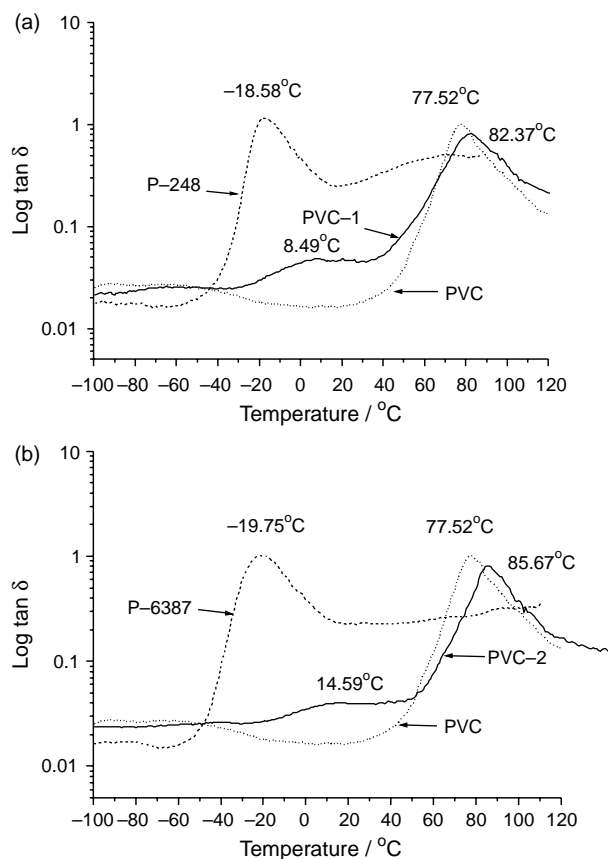 (a)
10
1
0.1
0.01
Log tan δ
–18.58°C
77.52°C
82.37°C
P–248
PVC–1
8.49°C
PVC
–100 –80 –60 –40 –20 0 20 40 60 80 100 120
Temperature / °C
(b)
10
1
0.1
0.01
Log tan δ
–19.75°C
77.52°C
85.67°C
P–6387
PVC–2
14.59°C
PVC
–100 –80 –60 –40 –20 0 20 40 60 80 100 120
Temperature / °C